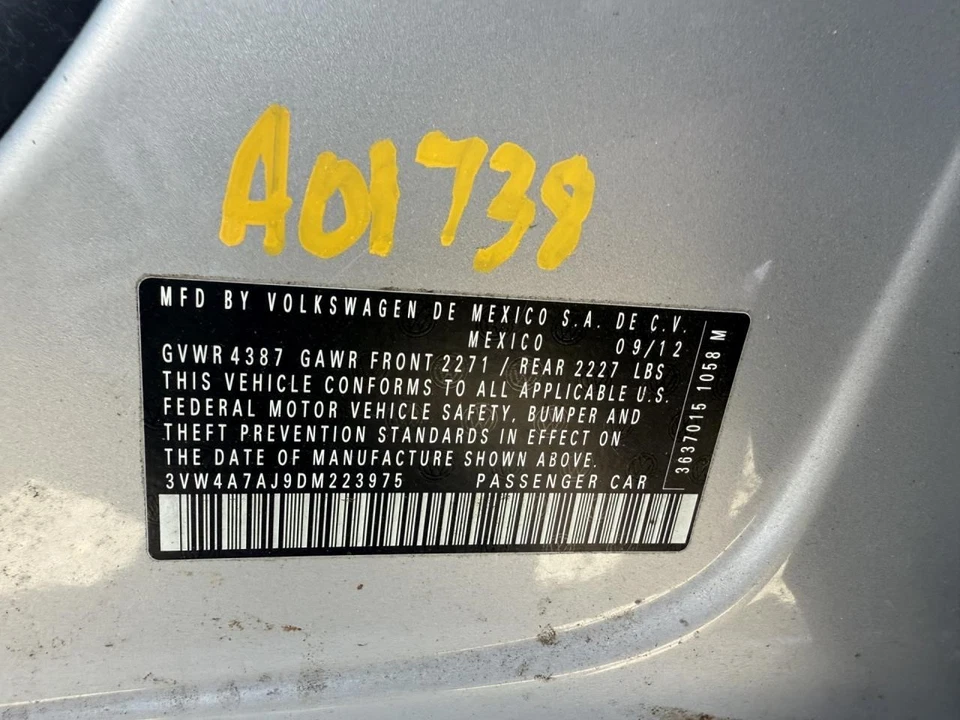 A01738
MFD BY VOLKSWAGEN DE MEXICO S.A. DE C.V.
MEXICO 09/12
GVWR 4387 GAWR FRONT 2271 / REAR 2227 LBS
THIS VEHICLE CONFORMS TO ALL APPLICABLE U.S.
FEDERAL MOTOR VEHICLE SAFETY, BUMPER AND
THEFT PREVENTION STANDARDS IN EFFECT ON
THE DATE OF MANUFACTURE SHOWN ABOVE.
3VW4A7AJ9DM223975 PASSENGER CAR
3637015 1058 M